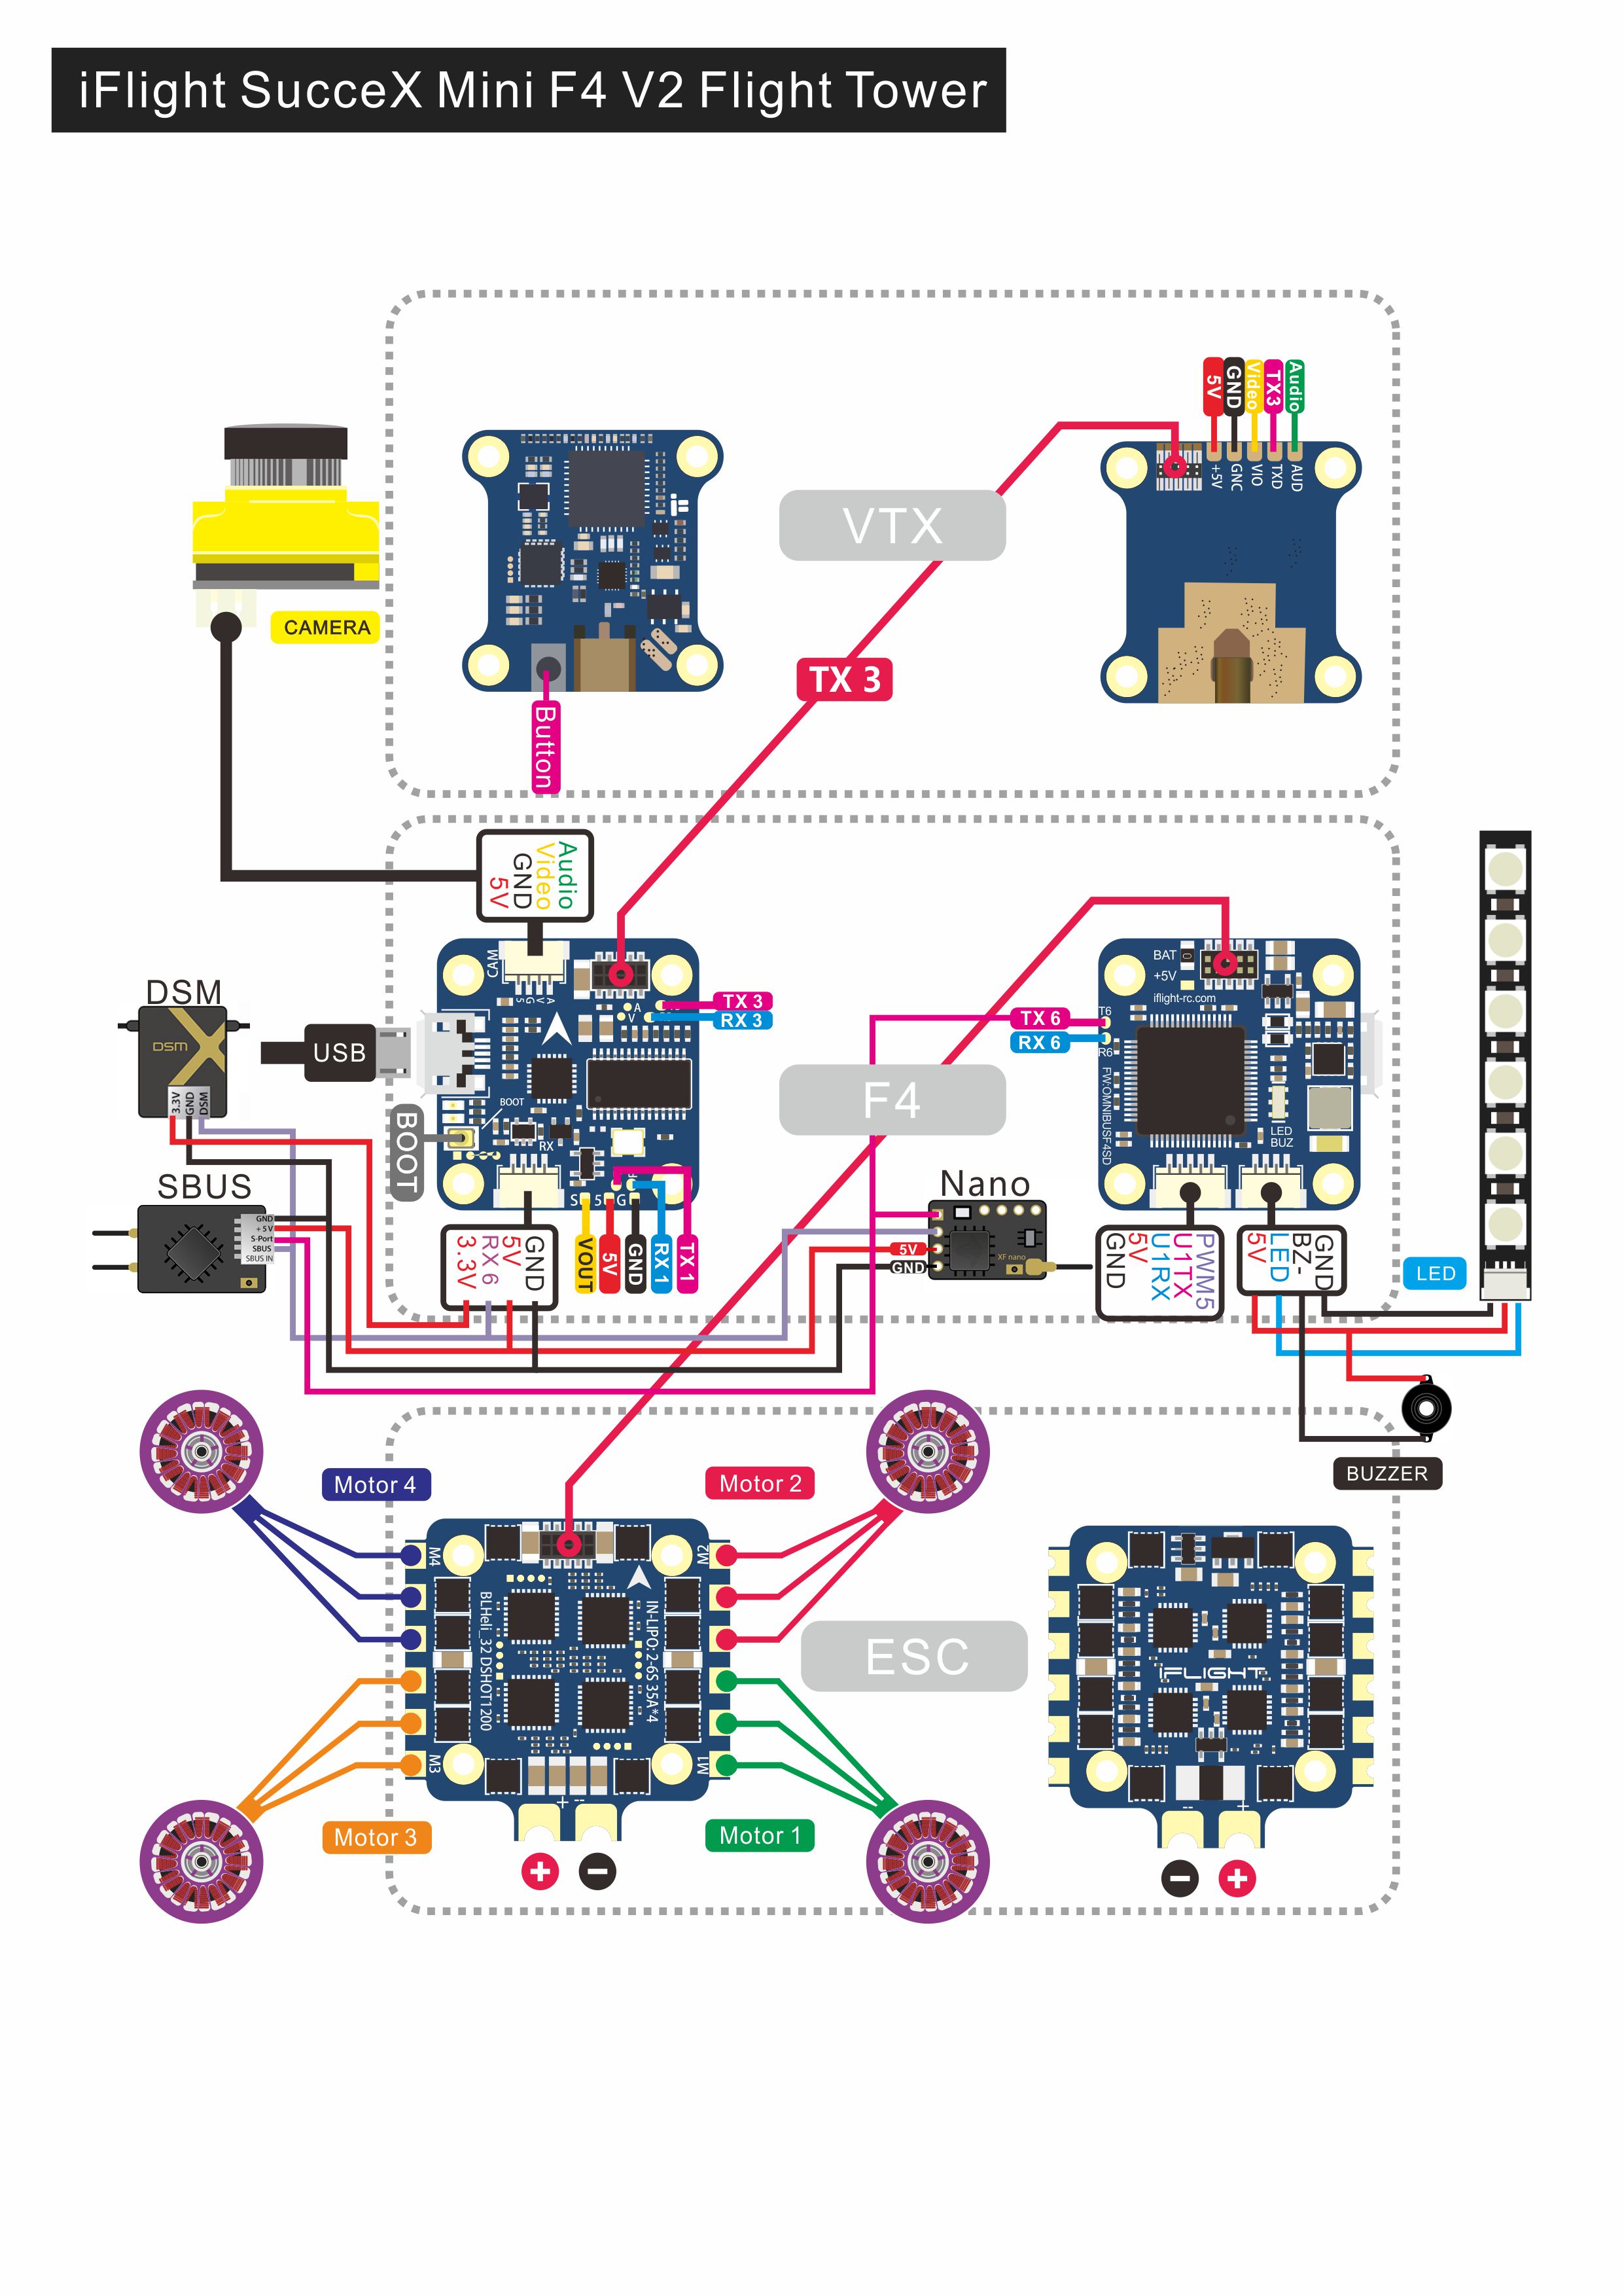 iFlight SucceX Mini F4 V2 Flight Tower
5V
GND
Video
TX3
Audio
+5V
GNC
VIO
TXD
AUD
VTX
CAMERA
TX 3
Button
Audio
Video
GND
5V
CAM
S
G
V
A
A
V
TX 3
RX 3
BAT
+5V
iflight-rc.com
T6
R6
TX 6
RX 6
FW:OMNIBUSF4SD
LED
BUZ
DSM
DSM
3.3V
GND
DSM
USB
BOOT
BOOT
RX
F4
SBUS
GND
+5V
S-Port
SBUS
SBUS IN
S
5
G
3.3V
RX 6
5V
GND
VOUT
5V
GND
RX 1
TX 1
Nano
5V
GND
XF nano
GND
5V
U1RX
U1TX
PWM5
5V
LED
BZ-
GND
LED
BUZZER
Motor 4
Motor 2
M4
M2
BLHeli_32 DSHOT1200
IN-LIPO:2-6S 35A*4
ESC
iFLIGHT
M3
M1
Motor 3
Motor 1
+ --
-- +
+
−
−
+